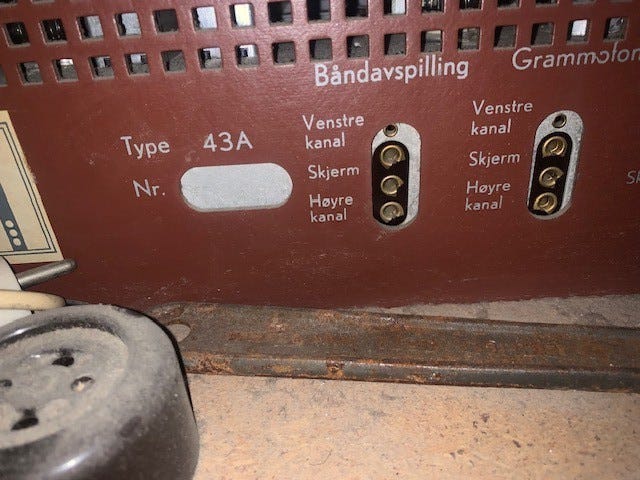 Båndavspilling
Grammofon
Type 43A
Nr.
Venstre
kanal
Skjerm
Høyre
kanal
Venstre
kanal
Skjerm
Høyre
kanal